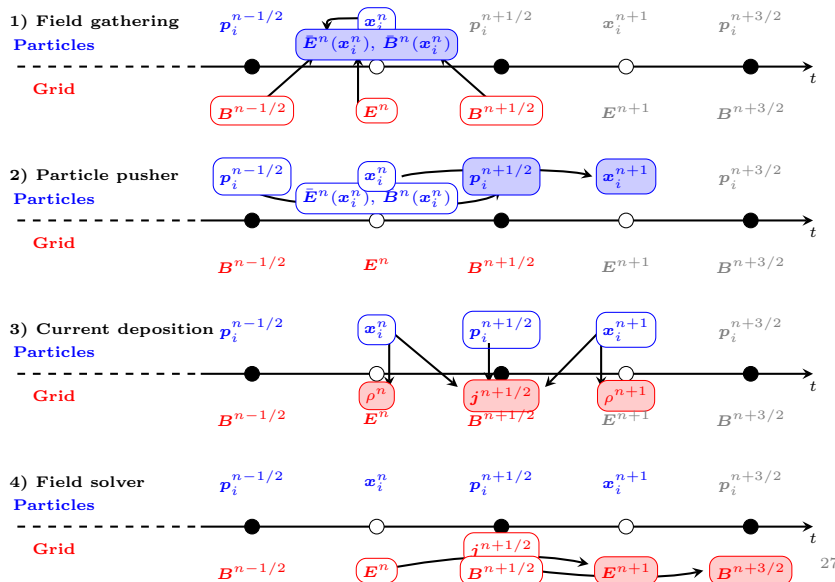 1) Field gathering p_i^{n-1/2} x_i^n p_i^{n+1/2} x_i^{n+1} p_i^{n+3/2}
Particles Ē^n(x_i^n), B̄^n(x_i^n)
t
Grid
B^{n-1/2} E^n B^{n+1/2} E^{n+1} B^{n+3/2}
2) Particle pusher p_i^{n-1/2} x_i^n p_i^{n+1/2} x_i^{n+1} p_i^{n+3/2}
Particles Ē^n(x_i^n), B̄^n(x_i^n)
t
Grid
B^{n-1/2} E^n B^{n+1/2} E^{n+1} B^{n+3/2}
3) Current deposition p_i^{n-1/2} x_i^n p_i^{n+1/2} x_i^{n+1} p_i^{n+3/2}
Particles
t
Grid ρ^n j^{n+1/2} ρ^{n+1}
B^{n-1/2} E^n B^{n+1/2} E^{n+1} B^{n+3/2}
4) Field solver p_i^{n-1/2} x_i^n p_i^{n+1/2} x_i^{n+1} p_i^{n+3/2}
Particles
t
Grid j^{n+1/2}
B^{n-1/2} E^n B^{n+1/2} E^{n+1} B^{n+3/2}
27